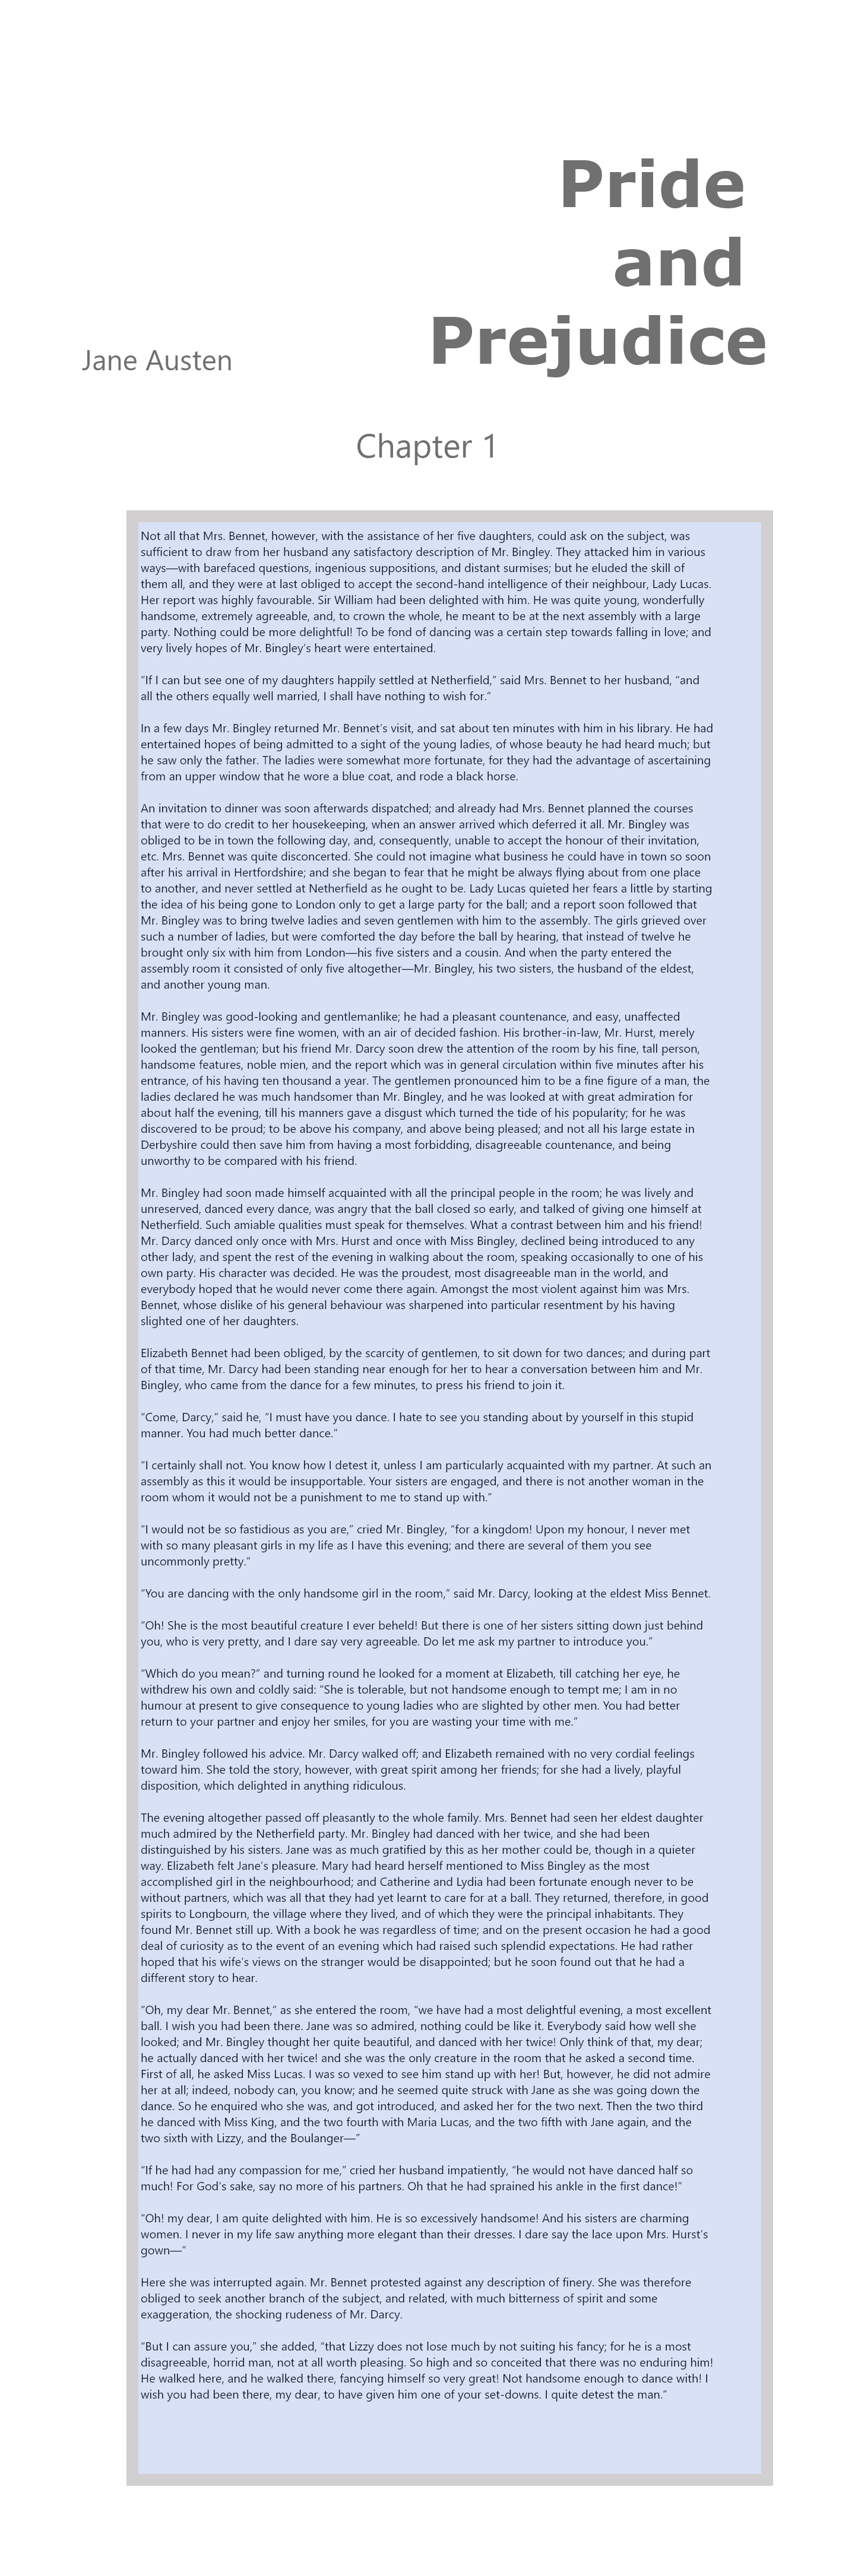 Pride
and
Prejudice
Jane Austen
Chapter 1
Not all that Mrs. Bennet, however, with the assistance of her five daughters, could ask on the subject, was
sufficient to draw from her husband any satisfactory description of Mr. Bingley. They attacked him in various
ways—with barefaced questions, ingenious suppositions, and distant surmises; but he eluded the skill of
them all, and they were at last obliged to accept the second-hand intelligence of their neighbour, Lady Lucas.
Her report was highly favourable. Sir William had been delighted with him. He was quite young, wonderfully
handsome, extremely agreeable, and, to crown the whole, he meant to be at the next assembly with a large
party. Nothing could be more delightful! To be fond of dancing was a certain step towards falling in love; and
very lively hopes of Mr. Bingley’s heart were entertained.
“If I can but see one of my daughters happily settled at Netherfield,” said Mrs. Bennet to her husband, “and
all the others equally well married, I shall have nothing to wish for.”
In a few days Mr. Bingley returned Mr. Bennet’s visit, and sat about ten minutes with him in his library. He had
entertained hopes of being admitted to a sight of the young ladies, of whose beauty he had heard much; but
he saw only the father. The ladies were somewhat more fortunate, for they had the advantage of ascertaining
from an upper window that he wore a blue coat, and rode a black horse.
An invitation to dinner was soon afterwards dispatched; and already had Mrs. Bennet planned the courses
that were to do credit to her housekeeping, when an answer arrived which deferred it all. Mr. Bingley was
obliged to be in town the following day, and, consequently, unable to accept the honour of their invitation,
etc. Mrs. Bennet was quite disconcerted. She could not imagine what business he could have in town so soon
after his arrival in Hertfordshire; and she began to fear that he might be always flying about from one place
to another, and never settled at Netherfield as he ought to be. Lady Lucas quieted her fears a little by starting
the idea of his being gone to London only to get a large party for the ball; and a report soon followed that
Mr. Bingley was to bring twelve ladies and seven gentlemen with him to the assembly. The girls grieved over
such a number of ladies, but were comforted the day before the ball by hearing, that instead of twelve he
brought only six with him from London—his five sisters and a cousin. And when the party entered the
assembly room it consisted of only five altogether—Mr. Bingley, his two sisters, the husband of the eldest,
and another young man.
Mr. Bingley was good-looking and gentlemanlike; he had a pleasant countenance, and easy, unaffected
manners. His sisters were fine women, with an air of decided fashion. His brother-in-law, Mr. Hurst, merely
looked the gentleman; but his friend Mr. Darcy soon drew the attention of the room by his fine, tall person,
handsome features, noble mien, and the report which was in general circulation within five minutes after his
entrance, of his having ten thousand a year. The gentlemen pronounced him to be a fine figure of a man, the
ladies declared he was much handsomer than Mr. Bingley, and he was looked at with great admiration for
about half the evening, till his manners gave a disgust which turned the tide of his popularity; for he was
discovered to be proud; to be above his company, and above being pleased; and not all his large estate in
Derbyshire could then save him from having a most forbidding, disagreeable countenance, and being
unworthy to be compared with his friend.
Mr. Bingley had soon made himself acquainted with all the principal people in the room; he was lively and
unreserved, danced every dance, was angry that the ball closed so early, and talked of giving one himself at
Netherfield. Such amiable qualities must speak for themselves. What a contrast between him and his friend!
Mr. Darcy danced only once with Mrs. Hurst and once with Miss Bingley, declined being introduced to any
other lady, and spent the rest of the evening in walking about the room, speaking occasionally to one of his
own party. His character was decided. He was the proudest, most disagreeable man in the world, and
everybody hoped that he would never come there again. Amongst the most violent against him was Mrs.
Bennet, whose dislike of his general behaviour was sharpened into particular resentment by his having
slighted one of her daughters.
Elizabeth Bennet had been obliged, by the scarcity of gentlemen, to sit down for two dances; and during part
of that time, Mr. Darcy had been standing near enough for her to hear a conversation between him and Mr.
Bingley, who came from the dance for a few minutes, to press his friend to join it.
“Come, Darcy,” said he, “I must have you dance. I hate to see you standing about by yourself in this stupid
manner. You had much better dance.”
“I certainly shall not. You know how I detest it, unless I am particularly acquainted with my partner. At such an
assembly as this it would be insupportable. Your sisters are engaged, and there is not another woman in the
room whom it would not be a punishment to me to stand up with.”
“I would not be so fastidious as you are,” cried Mr. Bingley, “for a kingdom! Upon my honour, I never met
with so many pleasant girls in my life as I have this evening; and there are several of them you see
uncommonly pretty.”
“You are dancing with the only handsome girl in the room,” said Mr. Darcy, looking at the eldest Miss Bennet.
“Oh! She is the most beautiful creature I ever beheld! But there is one of her sisters sitting down just behind
you, who is very pretty, and I dare say very agreeable. Do let me ask my partner to introduce you.”
“Which do you mean?” and turning round he looked for a moment at Elizabeth, till catching her eye, he
withdrew his own and coldly said: “She is tolerable, but not handsome enough to tempt me; I am in no
humour at present to give consequence to young ladies who are slighted by other men. You had better
return to your partner and enjoy her smiles, for you are wasting your time with me.”
Mr. Bingley followed his advice. Mr. Darcy walked off; and Elizabeth remained with no very cordial feelings
toward him. She told the story, however, with great spirit among her friends; for she had a lively, playful
disposition, which delighted in anything ridiculous.
The evening altogether passed off pleasantly to the whole family. Mrs. Bennet had seen her eldest daughter
much admired by the Netherfield party. Mr. Bingley had danced with her twice, and she had been
distinguished by his sisters. Jane was as much gratified by this as her mother could be, though in a quieter
way. Elizabeth felt Jane’s pleasure. Mary had heard herself mentioned to Miss Bingley as the most
accomplished girl in the neighbourhood; and Catherine and Lydia had been fortunate enough never to be
without partners, which was all that they had yet learnt to care for at a ball. They returned, therefore, in good
spirits to Longbourn, the village where they lived, and of which they were the principal inhabitants. They
found Mr. Bennet still up. With a book he was regardless of time; and on the present occasion he had a good
deal of curiosity as to the event of an evening which had raised such splendid expectations. He had rather
hoped that his wife’s views on the stranger would be disappointed; but he soon found out that he had a
different story to hear.
“Oh, my dear Mr. Bennet,” as she entered the room, “we have had a most delightful evening, a most excellent
ball. I wish you had been there. Jane was so admired, nothing could be like it. Everybody said how well she
looked; and Mr. Bingley thought her quite beautiful, and danced with her twice! Only think of that, my dear;
he actually danced with her twice! and she was the only creature in the room that he asked a second time.
First of all, he asked Miss Lucas. I was so vexed to see him stand up with her! But, however, he did not admire
her at all; indeed, nobody can, you know; and he seemed quite struck with Jane as she was going down the
dance. So he enquired who she was, and got introduced, and asked her for the two next. Then the two third
he danced with Miss King, and the two fourth with Maria Lucas, and the two fifth with Jane again, and the
two sixth with Lizzy, and the Boulanger—”
“If he had had any compassion for me,” cried her husband impatiently, “he would not have danced half so
much! For God’s sake, say no more of his partners. Oh that he had sprained his ankle in the first dance!”
“Oh! my dear, I am quite delighted with him. He is so excessively handsome! And his sisters are charming
women. I never in my life saw anything more elegant than their dresses. I dare say the lace upon Mrs. Hurst’s
gown—”
Here she was interrupted again. Mr. Bennet protested against any description of finery. She was therefore
obliged to seek another branch of the subject, and related, with much bitterness of spirit and some
exaggeration, the shocking rudeness of Mr. Darcy.
“But I can assure you,” she added, “that Lizzy does not lose much by not suiting his fancy; for he is a most
disagreeable, horrid man, not at all worth pleasing. So high and so conceited that there was no enduring him!
He walked here, and he walked there, fancying himself so very great! Not handsome enough to dance with! I
wish you had been there, my dear, to have given him one of your set-downs. I quite detest the man.”